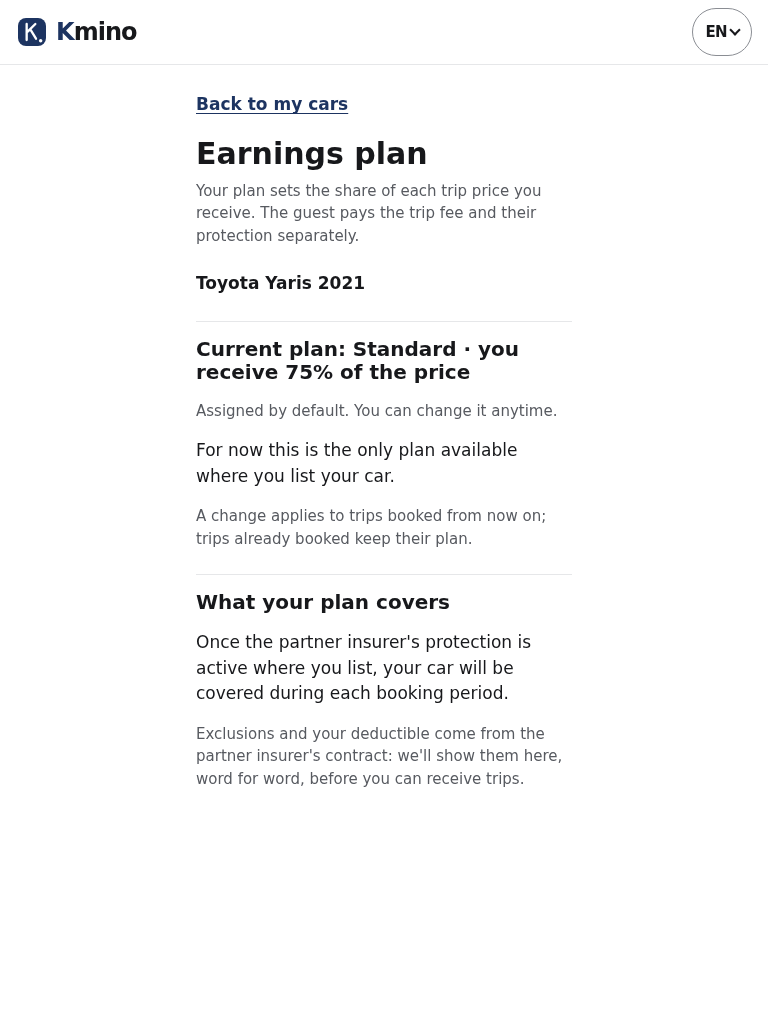 K. Kmino
EN
Back to my cars
Earnings plan
Your plan sets the share of each trip price you
receive. The guest pays the trip fee and their
protection separately.
Toyota Yaris 2021
Current plan: Standard · you
receive 75% of the price
Assigned by default. You can change it anytime.
For now this is the only plan available
where you list your car.
A change applies to trips booked from now on;
trips already booked keep their plan.
What your plan covers
Once the partner insurer's protection is
active where you list, your car will be
covered during each booking period.
Exclusions and your deductible come from the
partner insurer's contract: we'll show them here,
word for word, before you can receive trips.